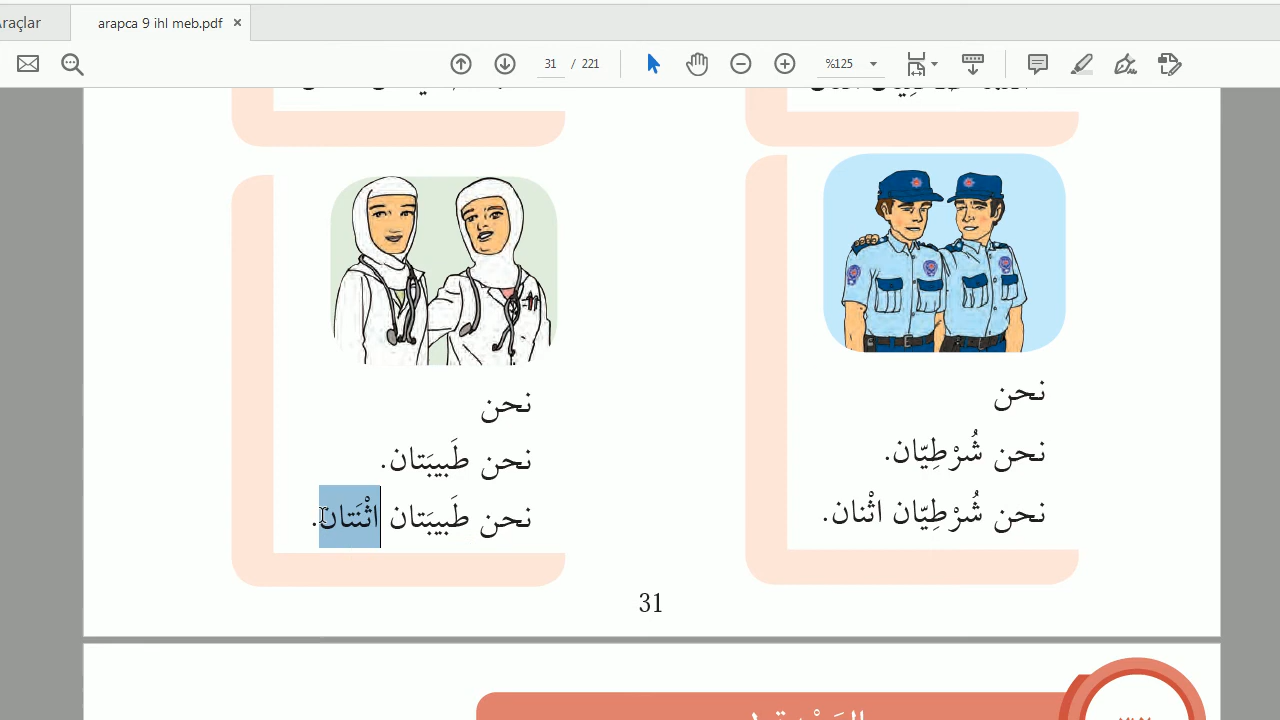 Araçlar
arapca 9 ihl meb.pdf ×
31 / 221
%125
نحن
نحن شُرْطِيّان.
نحن شُرْطِيّان اثْنان.
نحن
نحن طَبيبَتان.
نحن طَبيبَتان اثْنَتان.
31